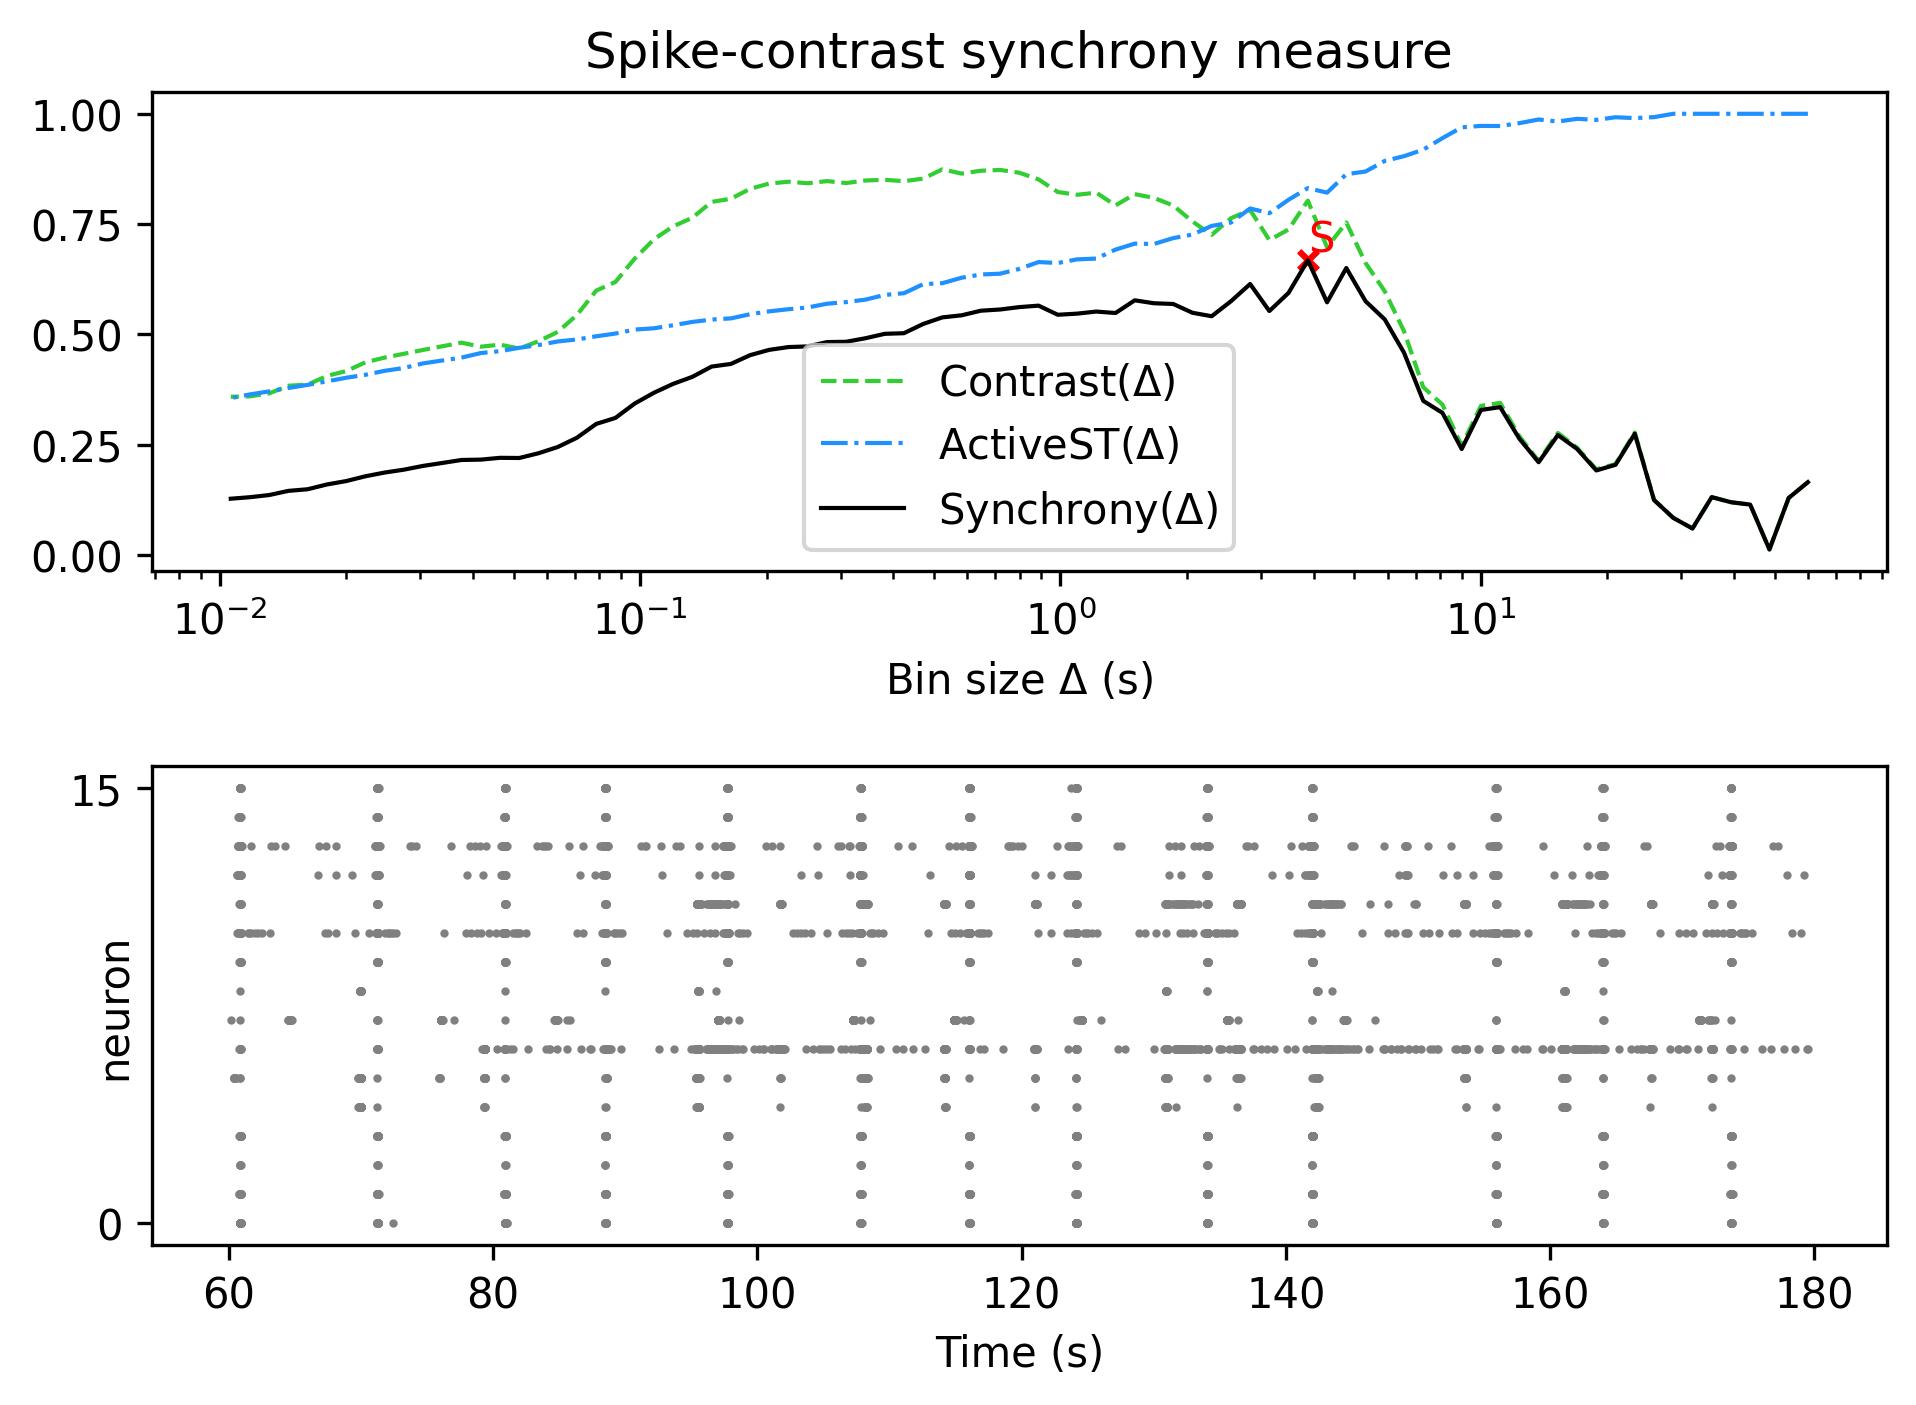 Spike-contrast synchrony measure
1.00
0.75
0.50
0.25
0.00
S
Contrast(Δ)
ActiveST(Δ)
Synchrony(Δ)
10⁻² 10⁻¹ 10⁰ 10¹
Bin size Δ (s)
15
neuron
0
60 80 100 120 140 160 180
Time (s)